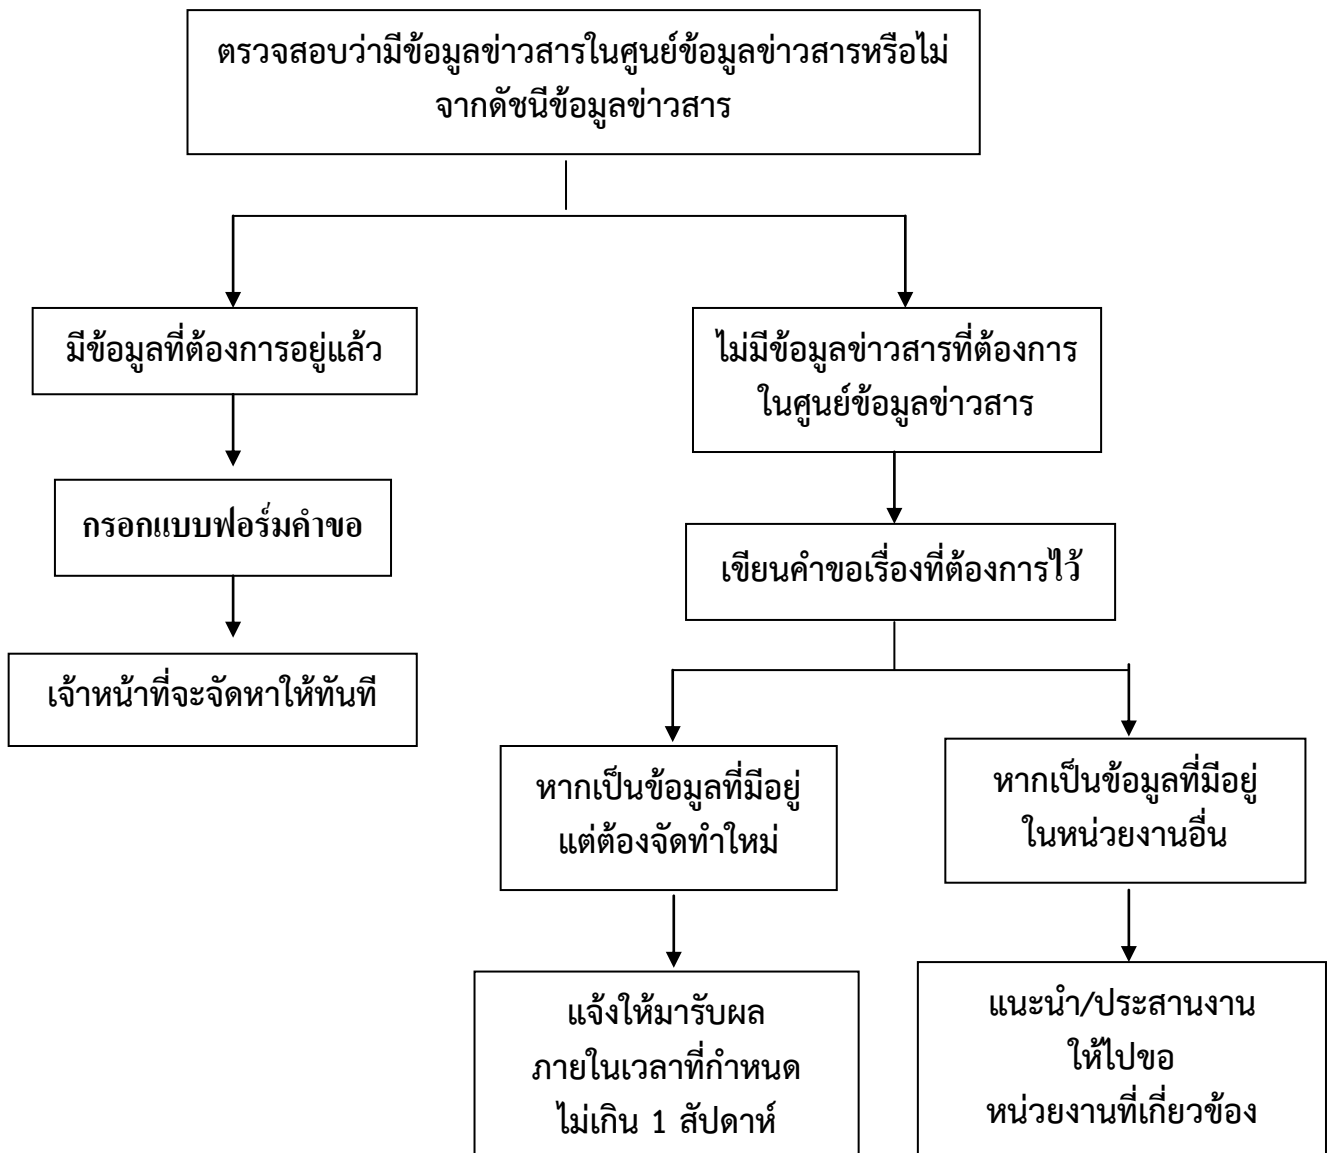 ตรวจสอบว่ามีข้อมูลข่าวสารในศูนย์ข้อมูลข่าวสารหรือไม่
จากดัชนีข้อมูลข่าวสาร
มีข้อมูลที่ต้องการอยู่แล้ว
ไม่มีข้อมูลข่าวสารที่ต้องการ
ในศูนย์ข้อมูลข่าวสาร
กรอกแบบฟอร์มคำขอ
เขียนคำขอเรื่องที่ต้องการไว้
เจ้าหน้าที่จะจัดหาให้ทันที
หากเป็นข้อมูลที่มีอยู่
แต่ต้องจัดทำใหม่
หากเป็นข้อมูลที่มีอยู่
ในหน่วยงานอื่น
แจ้งให้มารับผล
ภายในเวลาที่กำหนด
ไม่เกิน 1 สัปดาห์
แนะนำ/ประสานงาน
ให้ไปขอ
หน่วยงานที่เกี่ยวข้อง